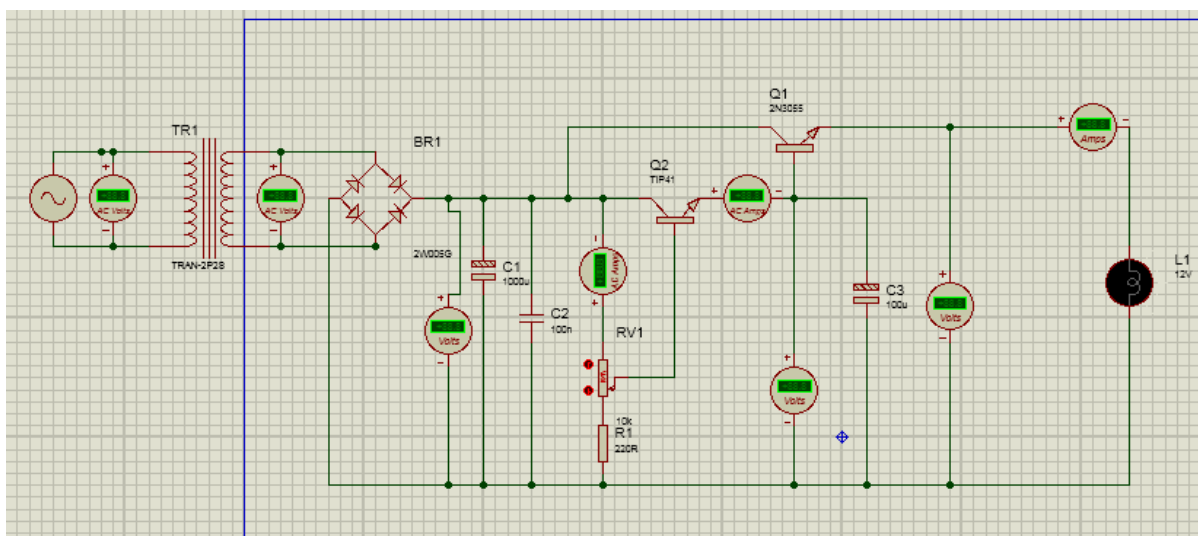 Q1
2N3055
TR1
BR1
Q2
TIP41
+
-
Amps
+
AC Volts
-
+
AC Volts
-
+
-
AC Amps
TRAN-2P2S
2W005G
C1
1000u
-
+
C2
100n
RV1
C3
100u
L1
12V
+
Volts
-
+
Volts
-
+
Volts
-
10k
R1
220R